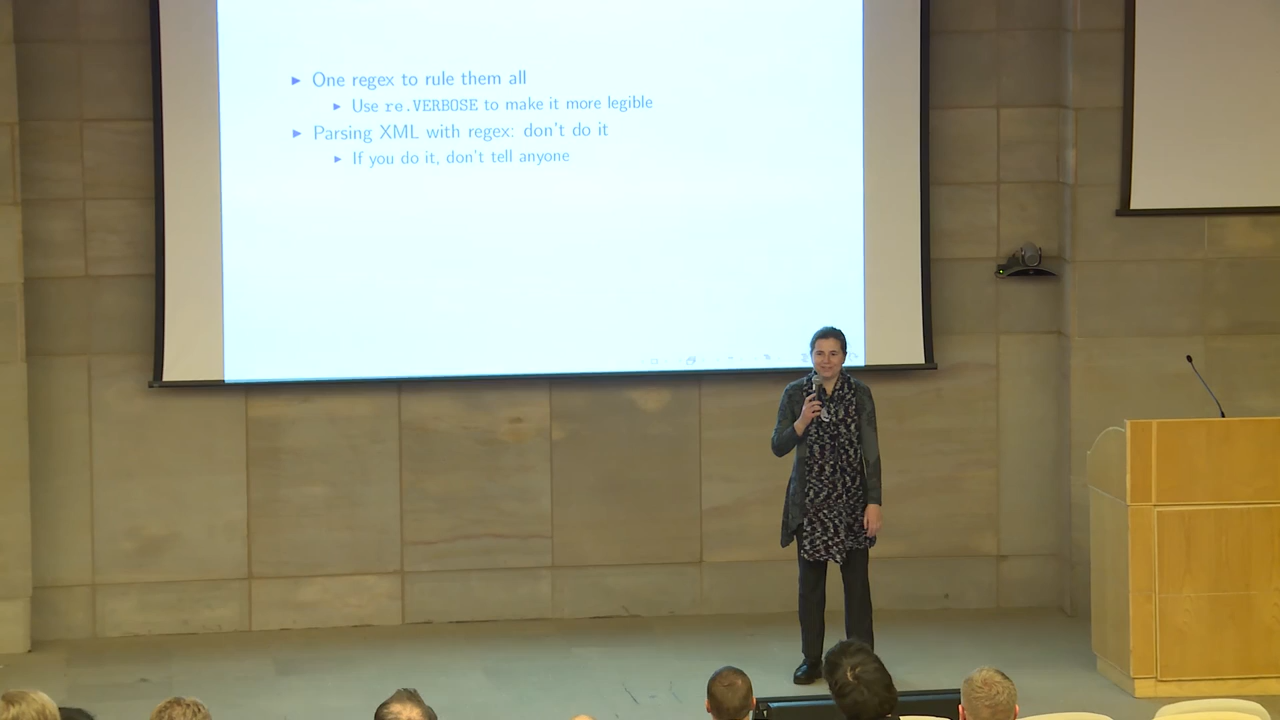 One regex to rule them all
Use re.VERBOSE to make it more legible
Parsing XML with regex: don't do it
If you do it, don't tell anyone